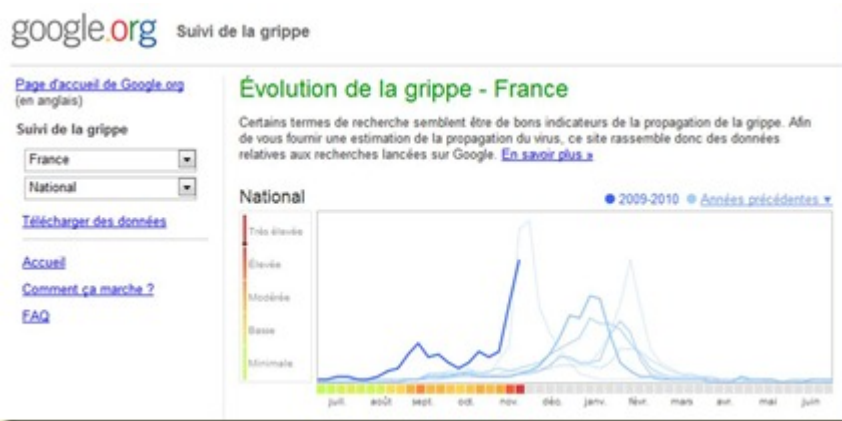 google.org Suivi de la grippe
Page d'accueil de Google.org
(en anglais)
Suivi de la grippe
France
National
Télécharger des données
Accueil
Comment ça marche ?
FAQ
Évolution de la grippe - France
Certains termes de recherche semblent être de bons indicateurs de la propagation de la grippe. Afin
de vous fournir une estimation de la propagation du virus, ce site rassemble donc des données
relatives aux recherches lancées sur Google. En savoir plus »
National
2009-2010 Années précédentes ▼
Très élevée
Élevée
Modérée
Basse
Minimale
juil. août sept. oct. nov. déc. janv. févr. mars avr. mai juin